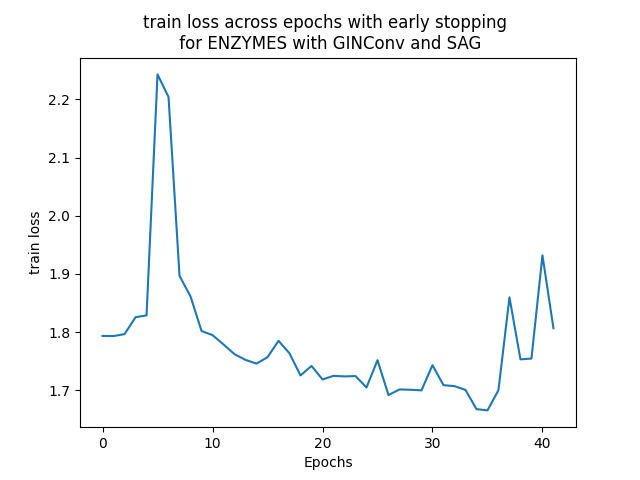 train loss across epochs with early stopping
for ENZYMES with GINConv and SAG
2.2
2.1
2.0
1.9
1.8
1.7
train loss
0 10 20 30 40
Epochs